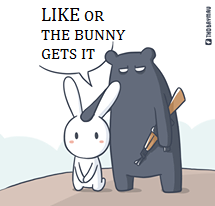 LIKE OR
THE BUNNY
GETS IT